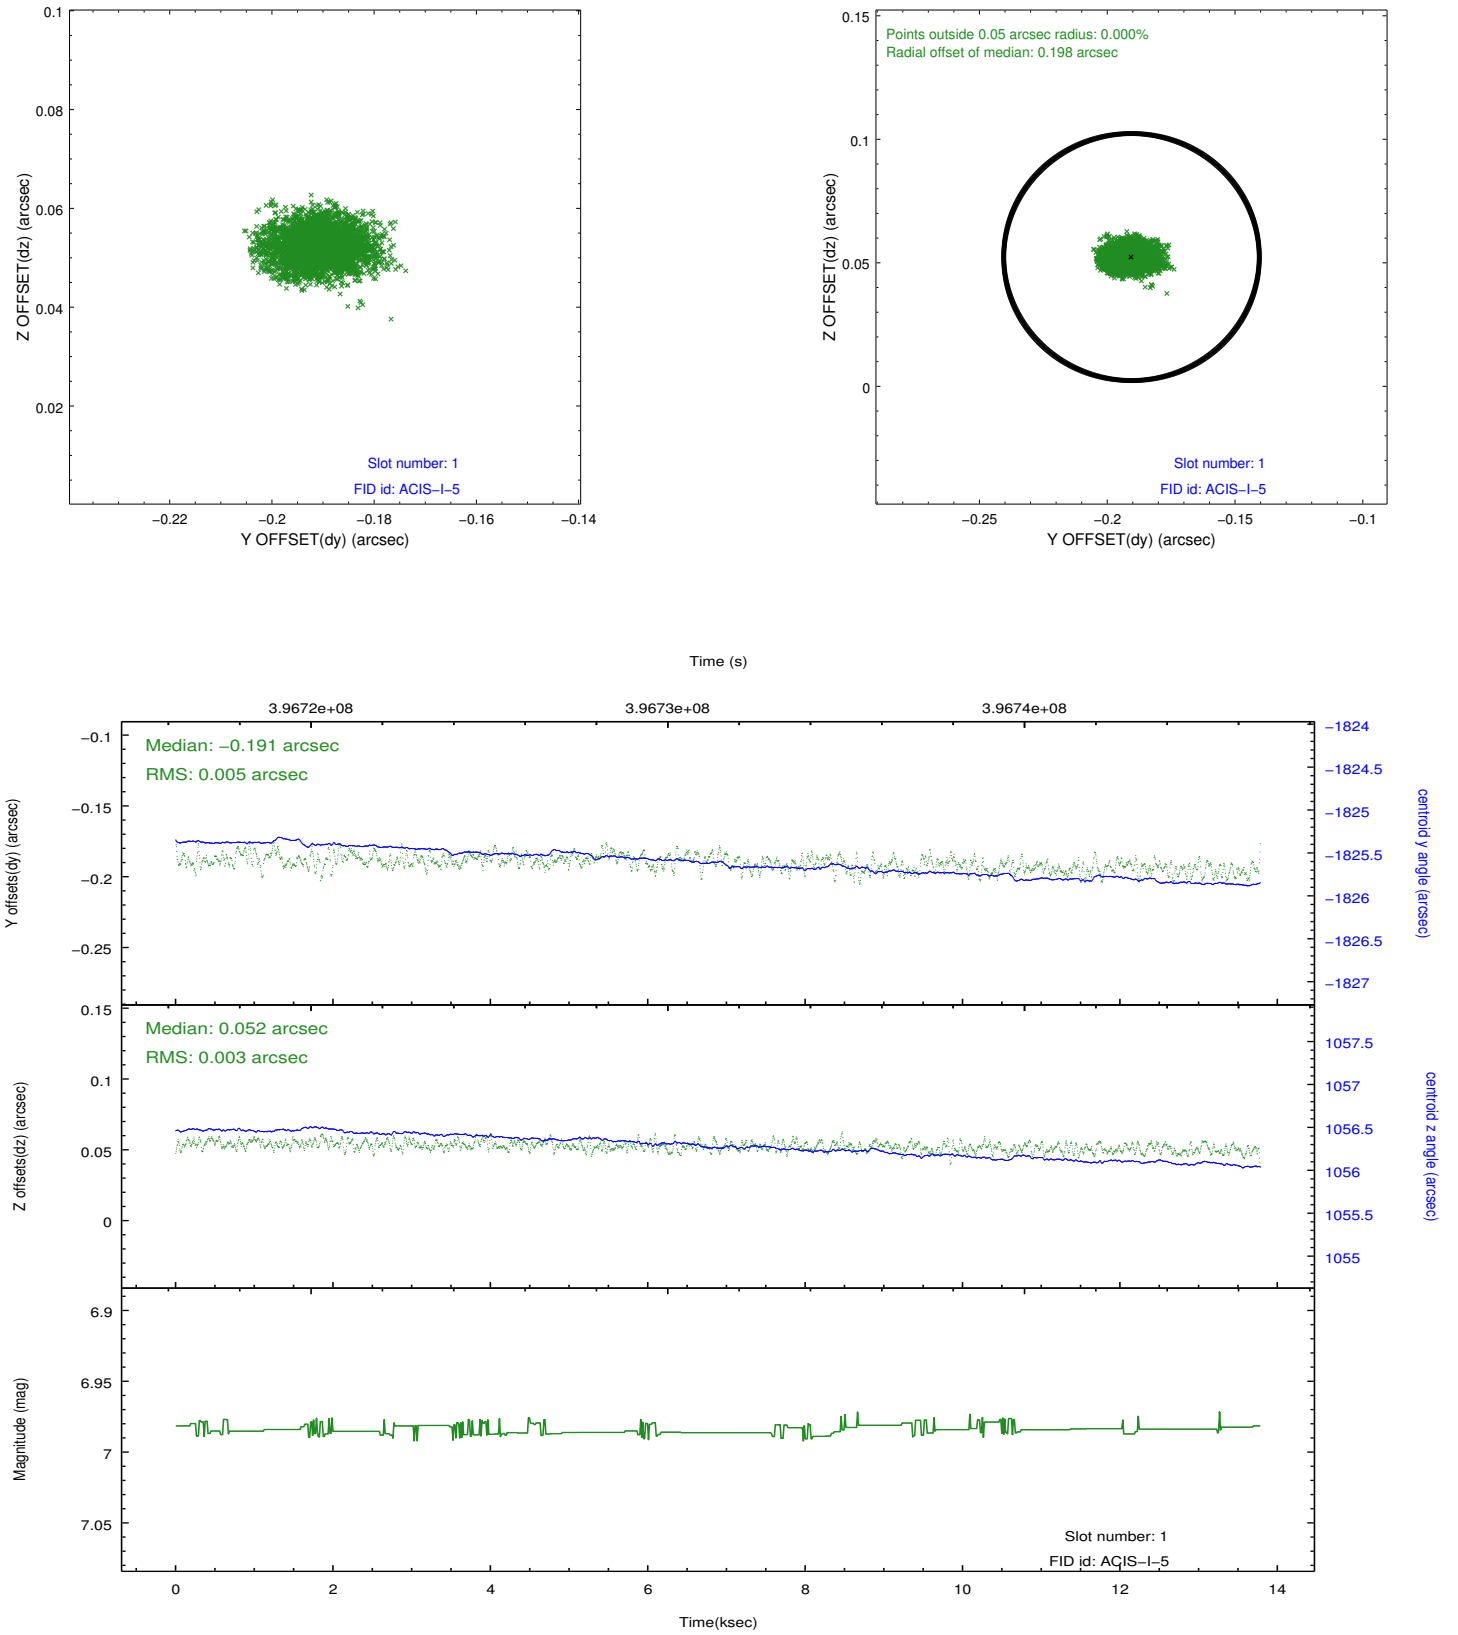 0.1
0.08
0.06
0.04
0.02
Z OFFSET(dz) (arcsec)
Slot number: 1
FID id: ACIS−I−5
−0.22 −0.2 −0.18 −0.16 −0.14
Y OFFSET(dy) (arcsec)
Points outside 0.05 arcsec radius: 0.000%
Radial offset of median: 0.198 arcsec
0.15
0.1
0.05
0
Z OFFSET(dz) (arcsec)
Slot number: 1
FID id: ACIS−I−5
−0.25 −0.2 −0.15 −0.1
Y OFFSET(dy) (arcsec)
Time (s)
3.9672e+08 3.9673e+08 3.9674e+08
Median: −0.191 arcsec
RMS: 0.005 arcsec
−0.1
−0.15
−0.2
−0.25
Y offsets(dy) (arcsec)
−1824
−1824.5
−1825
−1825.5
−1826
−1826.5
−1827
centroid y angle (arcsec)
Median: 0.052 arcsec
RMS: 0.003 arcsec
0.15
0.1
0.05
0
Z offsets(dz) (arcsec)
1057.5
1057
1056.5
1056
1055.5
1055
centroid z angle (arcsec)
6.9
6.95
7
7.05
Magnitude (mag)
Slot number: 1
FID id: ACIS−I−5
0 2 4 6 8 10 12 14
Time(ksec)